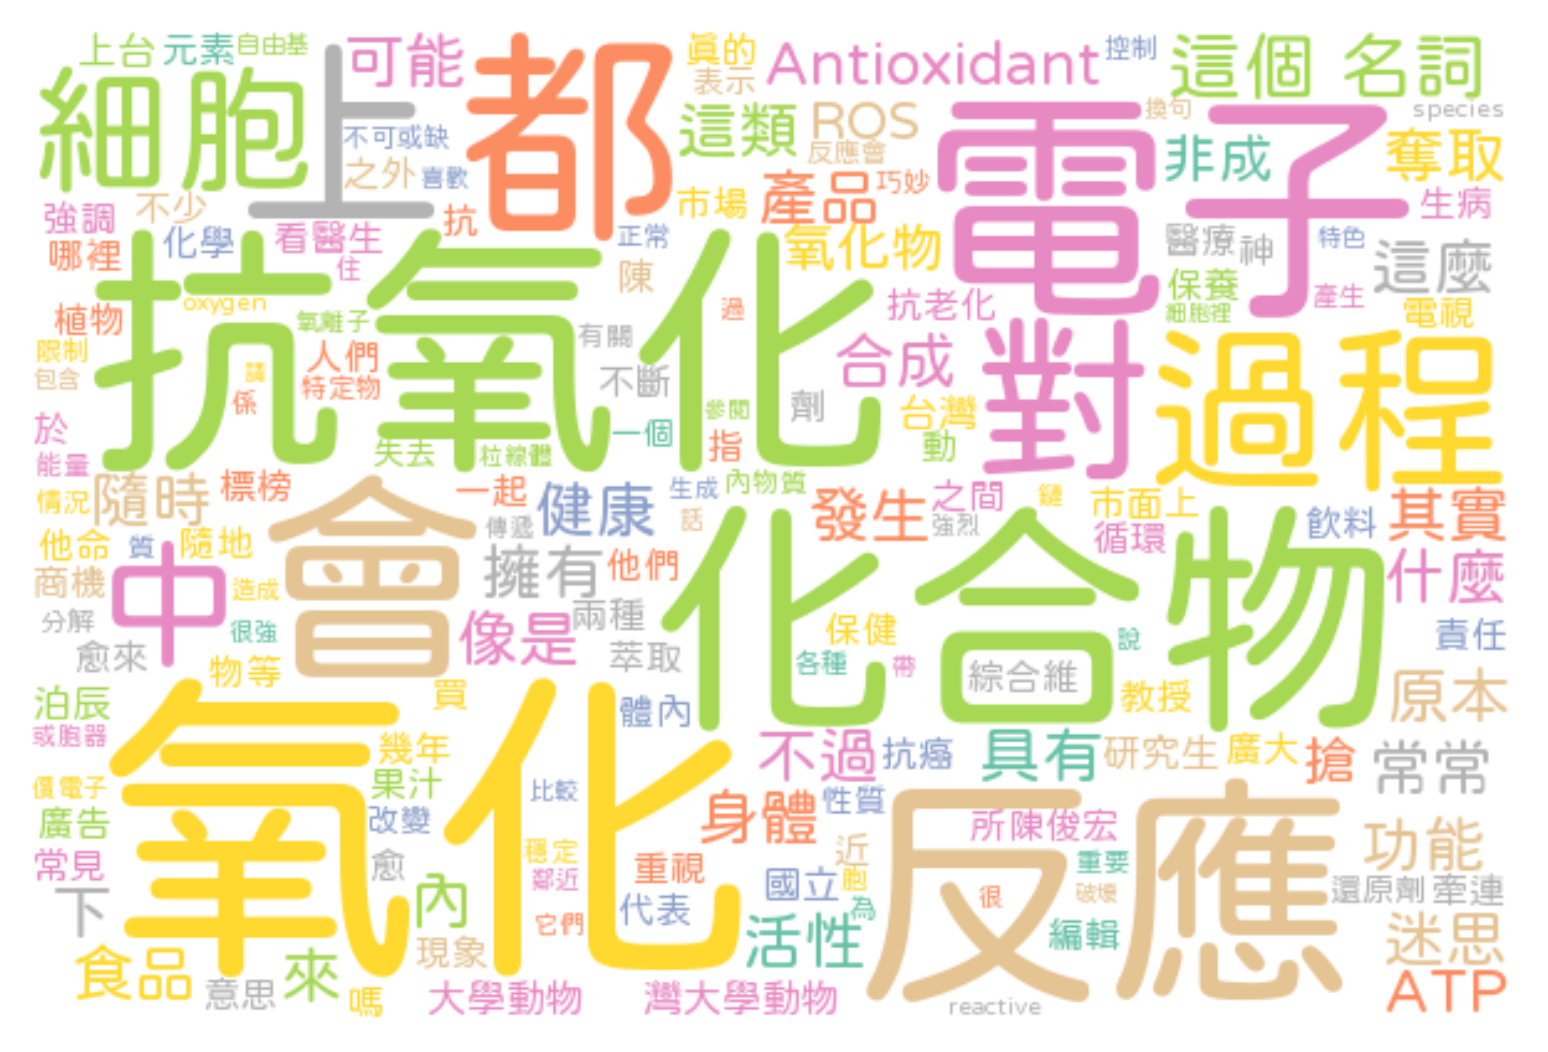 上台
元素
自由基
可能
都
真的
表示
Antioxidant
控制
這個
名詞
species
細胞
上
不可或缺
之外
喜歡
這類
ROS
反應會
換句
電子
非成
奪取
強調
不少
化學
看醫生
住
抗
市場
產品
巧妙
氧化物
正常
陳
醫療
神
特色
生病
這麼
哪裡
植物
限制
包含
oxygen
氧離子
人們
特定物
請
係
抗氧化
有關
不斷
過
劑
參閱
合成
抗老化
保養
細胞裡
產生
電視
對
過程
台灣
動
於
能量
失去
粒線體
一個
指
情況
隨時
標榜
一起
傳遞
健康
生成
內物質
話
發生
之間
強烈
鏈
市面上
循環
飲料
其實
他命
質
隨地
會
擁有
他們
化合物
什麼
商機
中
造成
分解
很強
愈來
物等
像是
兩種
萃取
保健
各種
帶
綜合維
說
責任
教授
原本
泊辰
或胞器
買
體內
幾年
不過
抗癌
具有
研究生
廣大
搶
常常
價電子
廣告
常見
氧化
果汁
改變
愈
比較
穩定
鄰近
它們
身體
性質
重視
代表
近
胞
國立
為
反應
所陳俊宏
重要
很
破壞
編輯
功能
還原劑
牽連
下
內
現象
活性
迷思
食品
意思
來
嗎
大學動物
灣大學動物
reactive
ATP